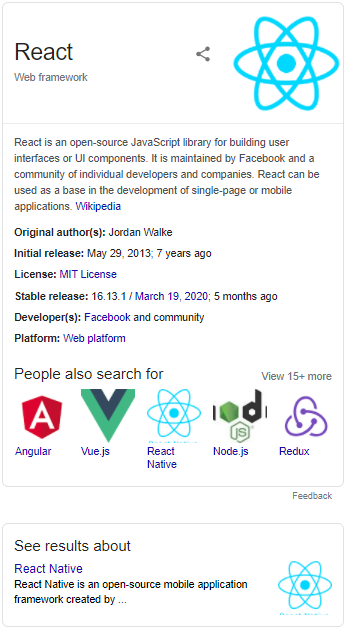 React
Web framework
React is an open-source JavaScript library for building user
interfaces or UI components. It is maintained by Facebook and a
community of individual developers and companies. React can be
used as a base in the development of single-page or mobile
applications. Wikipedia
Original author(s): Jordan Walke
Initial release: May 29, 2013; 7 years ago
License: MIT License
Stable release: 16.13.1 / March 19, 2020; 5 months ago
Developer(s): Facebook and community
Platform: Web platform
People also search for
View 15+ more
Angular
Vue.js
React
Native
Node.js
Redux
Feedback
See results about
React Native
React Native is an open-source mobile application
framework created by ...